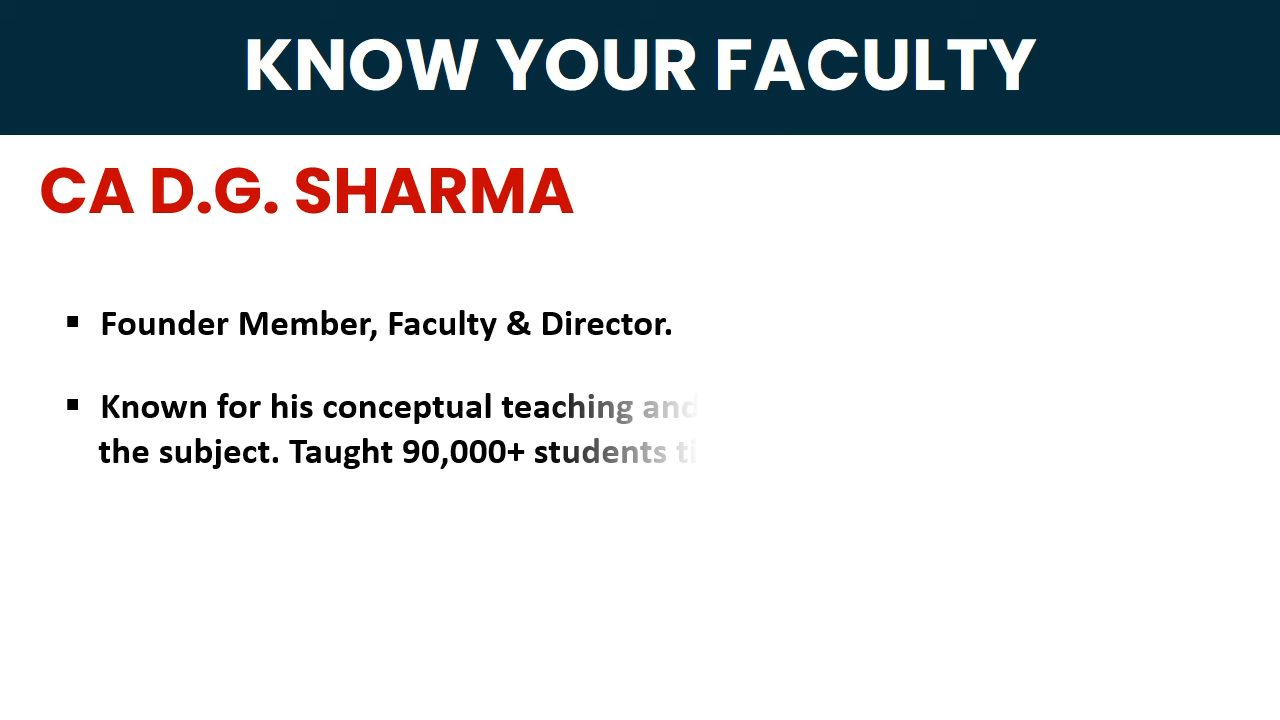 KNOW YOUR FACULTY
CA D.G. SHARMA
▪ Founder Member, Faculty & Director.
▪ Known for his conceptual teaching and
the subject. Taught 90,000+ students